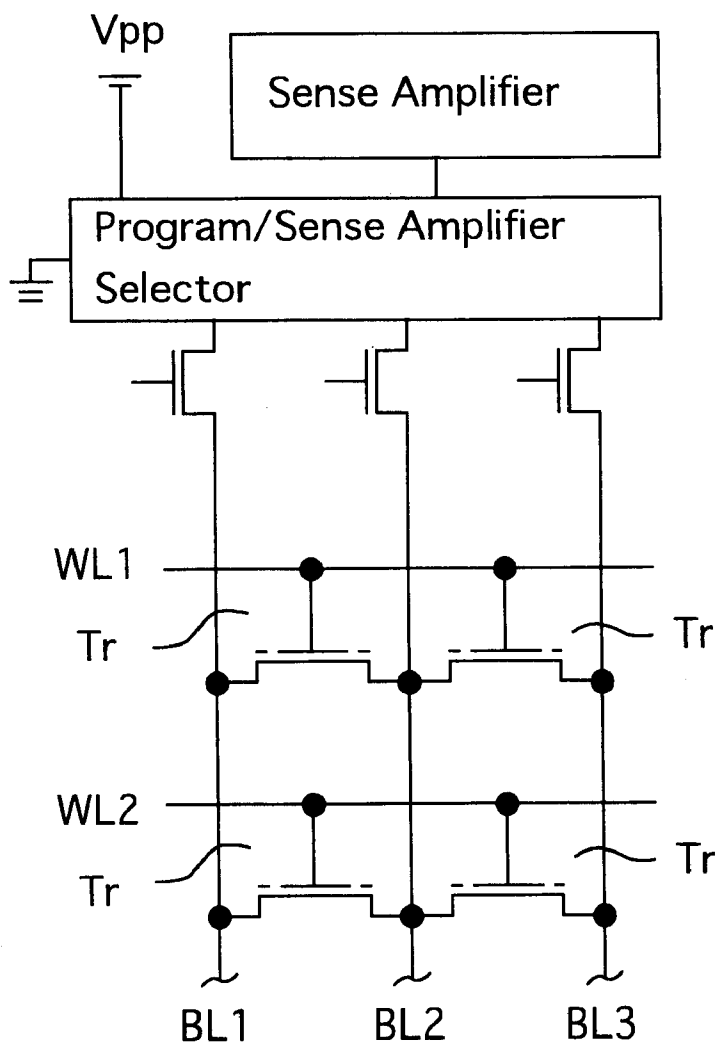 Vpp
Sense Amplifier
Program/Sense Amplifier
Selector
WL1
Tr
Tr
WL2
Tr
Tr
BL1
BL2
BL3